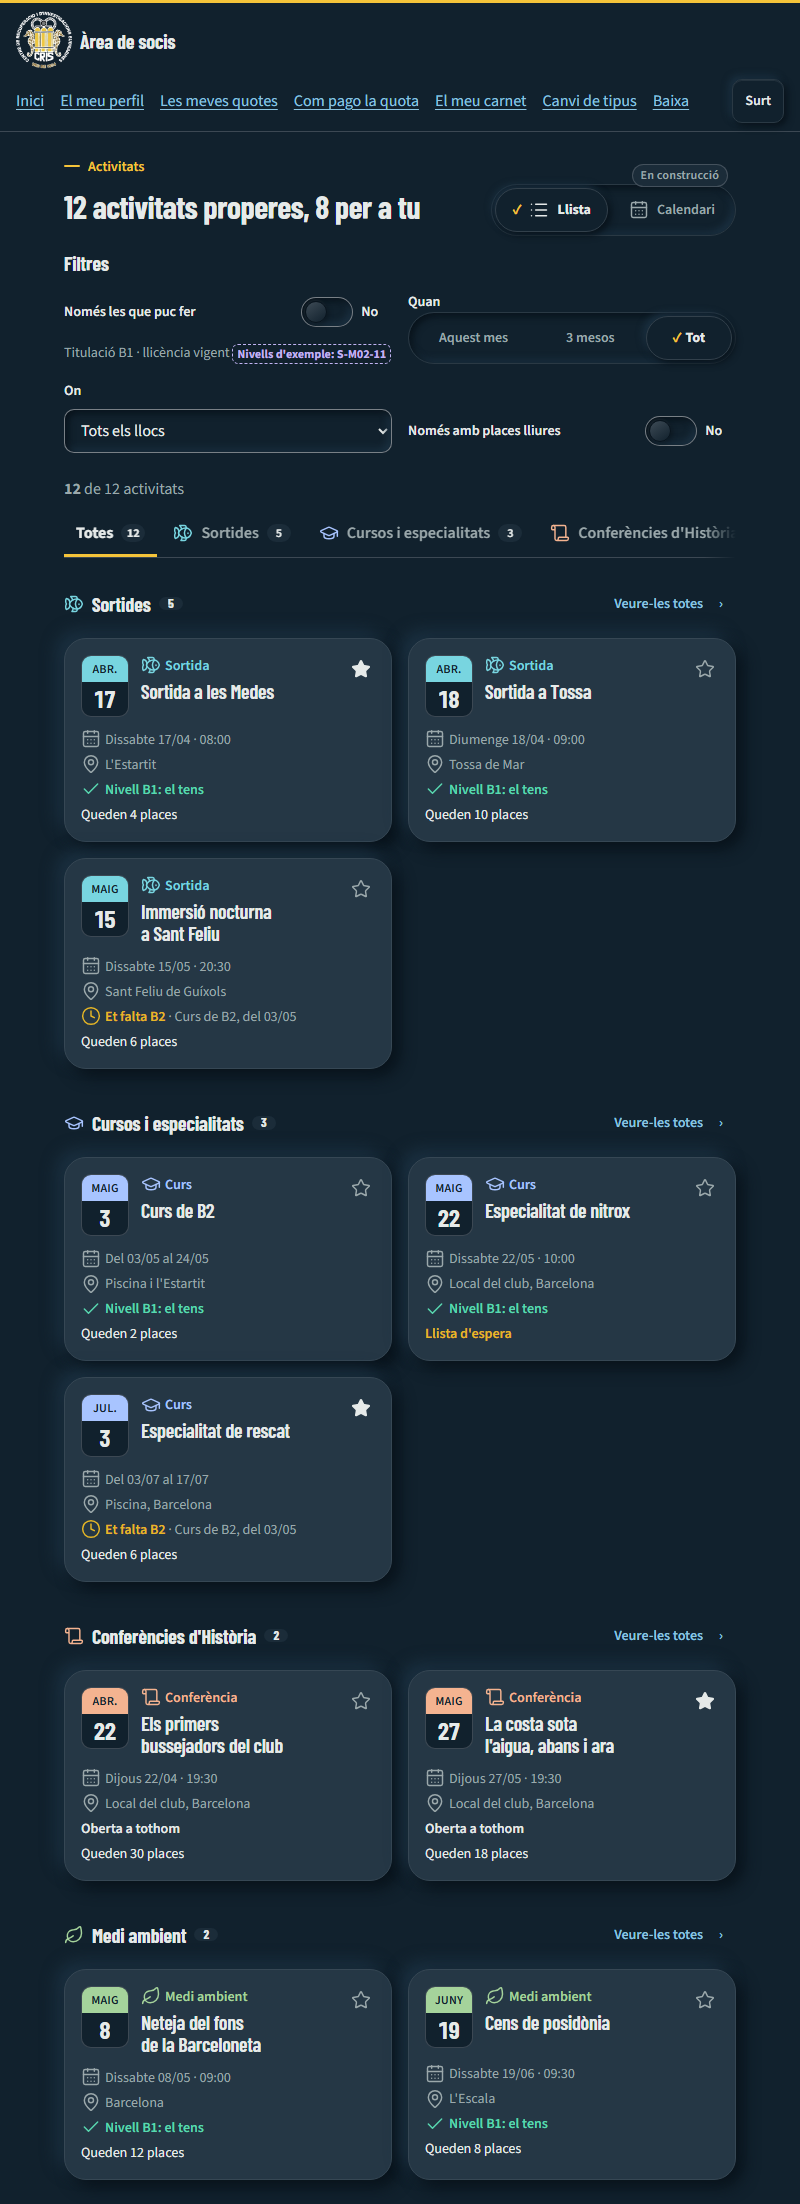 CRIS
Àrea de socis
Inici El meu perfil Les meves quotes Com pago la quota El meu carnet Canvi de tipus Baixa Surt
Activitats
En construcció
12 activitats properes, 8 per a tu
✓ Llista Calendari
Filtres
Només les que puc fer No
Quan
Aquest mes 3 mesos ✓ Tot
Titulació B1 · llicència vigent Nivells d'exemple: S-M02-11
On
Tots els llocs
Només amb places lliures No
12 de 12 activitats
Totes 12 Sortides 5 Cursos i especialitats 3 Conferències d'Històri
Sortides 5 Veure-les totes ›
ABR.
17
Sortida
Sortida a les Medes
Dissabte 17/04 · 08:00
L'Estartit
Nivell B1: el tens
Queden 4 places
ABR.
18
Sortida
Sortida a Tossa
Diumenge 18/04 · 09:00
Tossa de Mar
Nivell B1: el tens
Queden 10 places
MAIG
15
Sortida
Immersió nocturna
a Sant Feliu
Dissabte 15/05 · 20:30
Sant Feliu de Guíxols
Et falta B2 · Curs de B2, del 03/05
Queden 6 places
Cursos i especialitats 3 Veure-les totes ›
MAIG
3
Curs
Curs de B2
Del 03/05 al 24/05
Piscina i l'Estartit
Nivell B1: el tens
Queden 2 places
MAIG
22
Curs
Especialitat de nitrox
Dissabte 22/05 · 10:00
Local del club, Barcelona
Nivell B1: el tens
Llista d'espera
JUL.
3
Curs
Especialitat de rescat
Del 03/07 al 17/07
Piscina, Barcelona
Et falta B2 · Curs de B2, del 03/05
Queden 6 places
Conferències d'Història 2 Veure-les totes ›
ABR.
22
Conferència
Els primers
bussejadors del club
Dijous 22/04 · 19:30
Local del club, Barcelona
Oberta a tothom
Queden 30 places
MAIG
27
Conferència
La costa sota
l'aigua, abans i ara
Dijous 27/05 · 19:30
Local del club, Barcelona
Oberta a tothom
Queden 18 places
Medi ambient 2 Veure-les totes ›
MAIG
8
Medi ambient
Neteja del fons
de la Barceloneta
Dissabte 08/05 · 09:00
Barcelona
Nivell B1: el tens
Queden 12 places
JUNY
19
Medi ambient
Cens de posidònia
Dissabte 19/06 · 09:30
L'Escala
Nivell B1: el tens
Queden 8 places